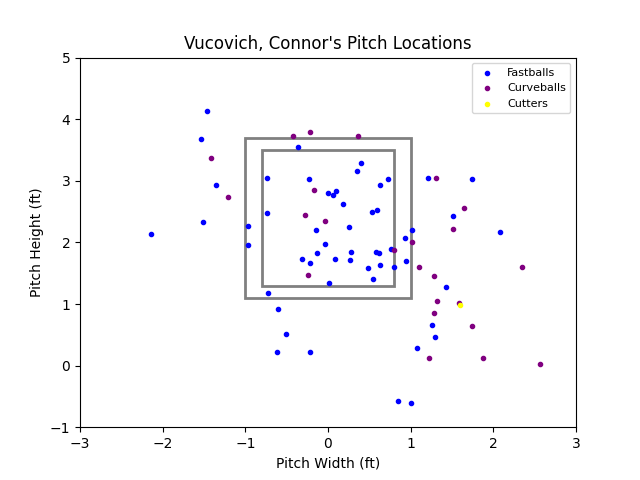 Vucovich, Connor's Pitch Locations
Fastballs
Curveballs
Cutters
Pitch Height (ft)
5
4
3
2
1
0
−1
−3
−2
−1
0
1
2
3
Pitch Width (ft)